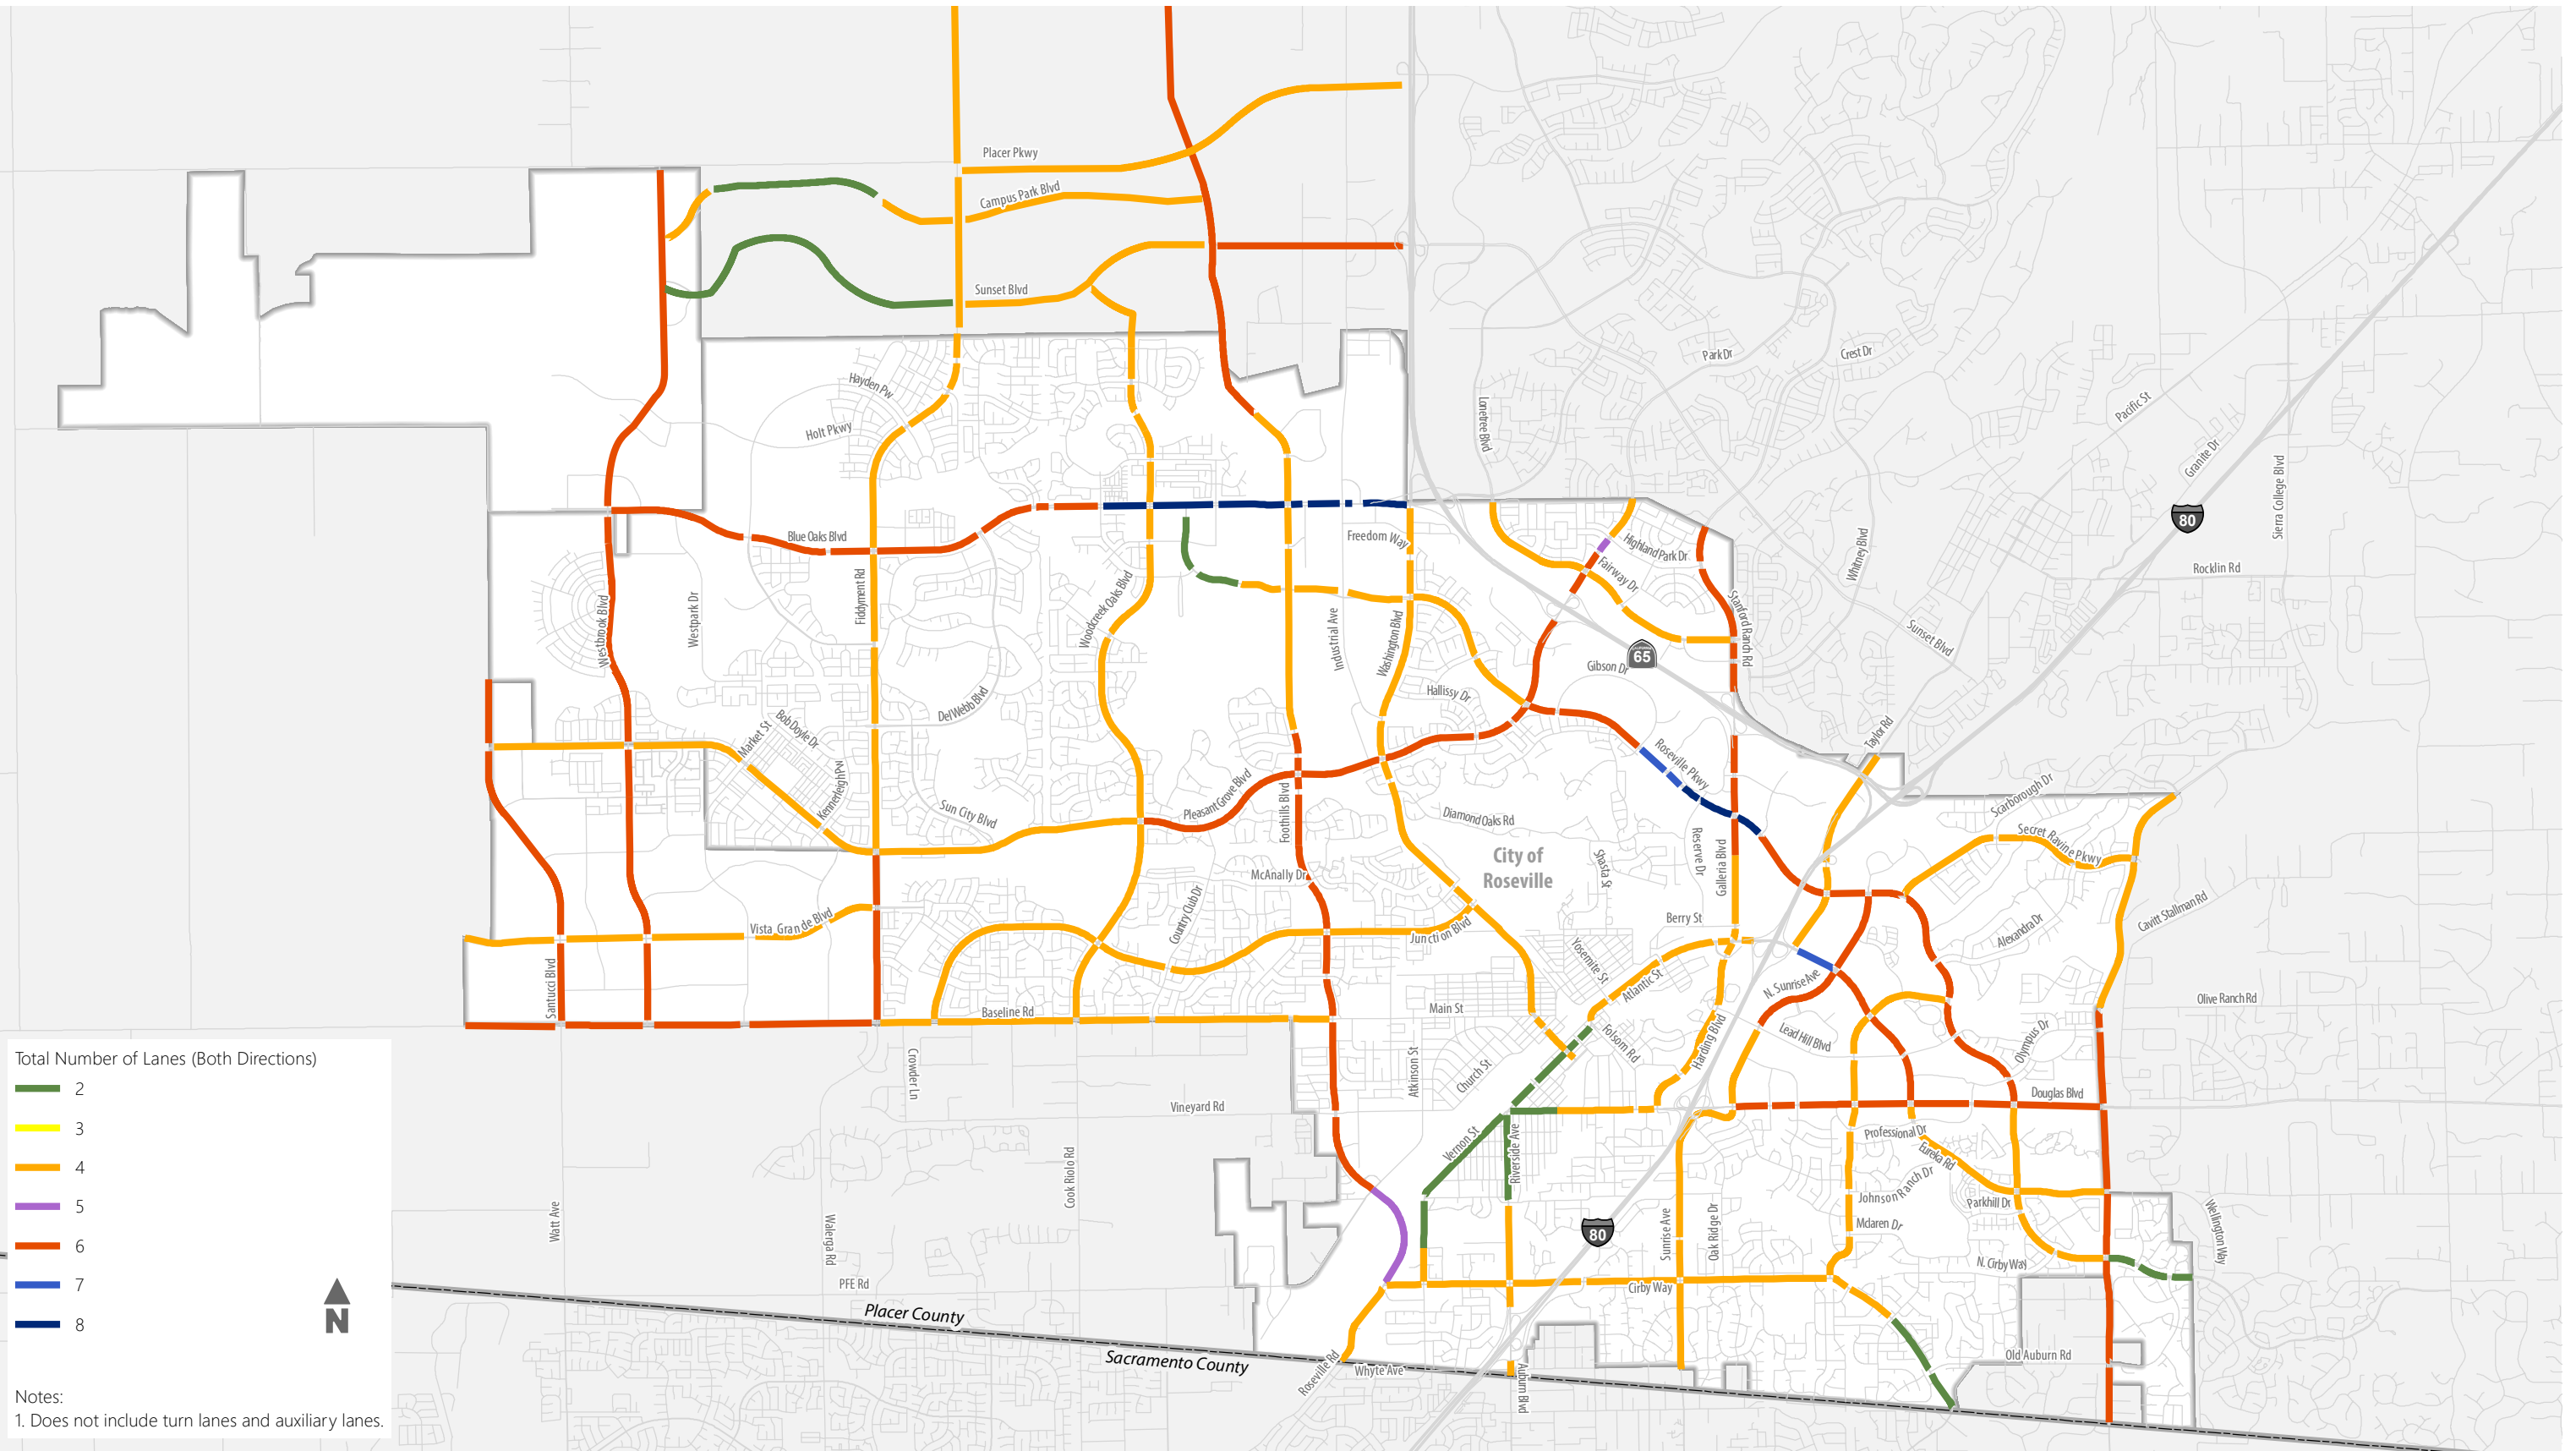 Placer Pkwy
Campus Park Blvd
Sunset Blvd
Hayden Pw
Holt Pkwy
Park Dr
Crest Dr
Lonetree Blvd
Pacific St
Granite Dr
Sierra College Blvd
80
Blue Oaks Blvd
Freedom Way
Highland Park Dr
Fairway Dr
Whitney Blvd
Rocklin Rd
Westbrook Blvd
Westpark Dr
Fiddyment Rd
Woodcreek Oaks Blvd
Industrial Ave
Washington Blvd
Stanford Ranch Rd
Sunset Blvd
65
Gibson Dr
Hallissy Dr
Del Webb Blvd
Bob Doyle Dr
Market St
Kennerleigh Pw
Taylor Rd
Roseville Pkwy
Sun City Blvd
Pleasant Grove Blvd
Foothills Blvd
Diamond Oaks Rd
Scarborough Dr
Secret Ravine Pkwy
City of
Roseville
Shasta St
Reserve Dr
Galleria Blvd
McAnally Dr
Country Club Dr
Vista Grande Blvd
Junction Blvd
Berry St
Alexandra Dr
Cavitt Stallman Rd
Yosemite St
Atlantic St
N. Sunrise Ave
Santucci Blvd
Baseline Rd
Main St
Folsom Rd
Harding Blvd
Lead Hill Blvd
Olympus Dr
Olive Ranch Rd
Crowder Ln
Atkinson St
Church St
Vineyard Rd
Douglas Blvd
Vernon St
Riverside Ave
Professional Dr
Eureka Rd
Johnson Ranch Dr
Parkhill Dr
Mclaren Dr
Cook Riolo Rd
Watt Ave
Walerga Rd
80
Sunrise Ave
Oak Ridge Dr
Wellington Way
N. Cirby Way
PFE Rd
Cirby Way
Placer County
Sacramento County
Roseville Rd
Whyte Ave
Auburn Blvd
Old Auburn Rd
Total Number of Lanes (Both Directions)
2
3
4
5
6
7
8
N
Notes:
1. Does not include turn lanes and auxiliary lanes.